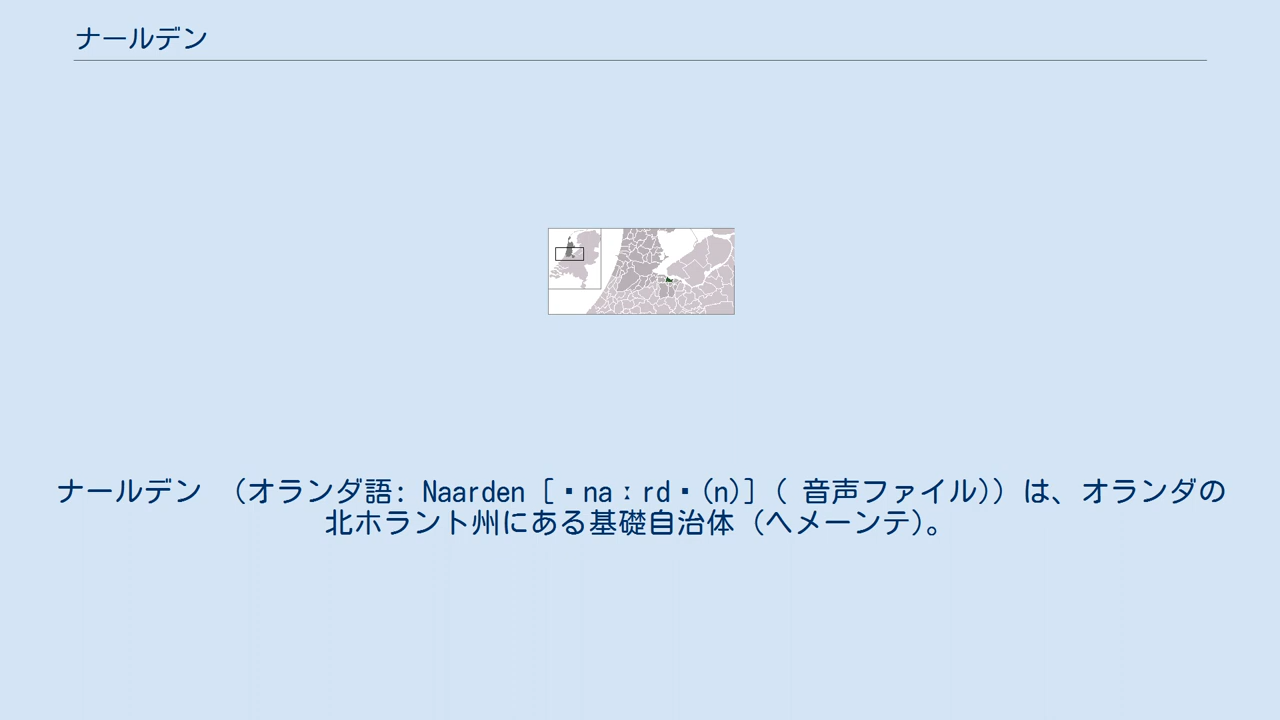 ナールデン
ナールデン （オランダ語: Naarden [・naːrd・(n)] ( 音声ファイル)）は、オランダの
北ホラント州にある基礎自治体（ヘメーンテ）。